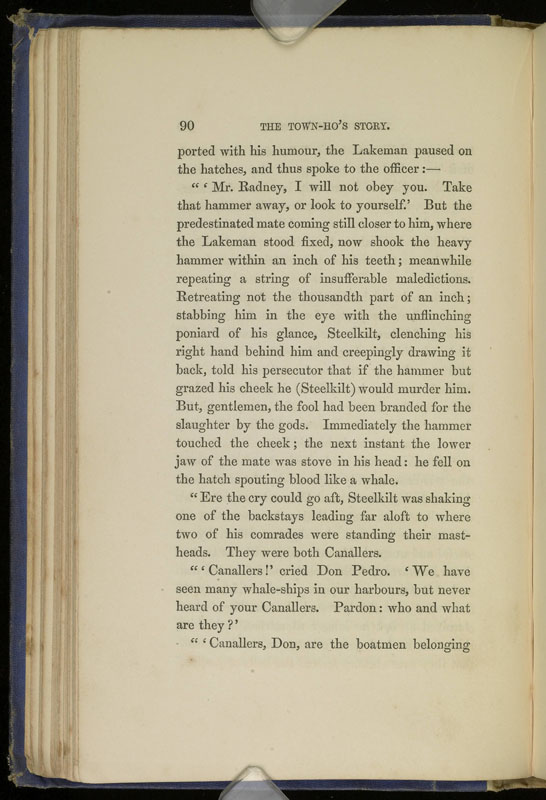 90 THE TOWN-HO'S STORY.
ported with his humour, the Lakeman paused on
the hatches, and thus spoke to the officer:—
"'Mr. Radney, I will not obey you. Take
that hammer away, or look to yourself.' But the
predestinated mate coming still closer to him, where
the Lakeman stood fixed, now shook the heavy
hammer within an inch of his teeth; meanwhile
repeating a string of insufferable maledictions.
Retreating not the thousandth part of an inch;
stabbing him in the eye with the unflinching
poniard of his glance, Steelkilt, clenching his
right hand behind him and creepingly drawing it
back, told his persecutor that if the hammer but
grazed his cheek he (Steelkilt) would murder him.
But, gentlemen, the fool had been branded for the
slaughter by the gods. Immediately the hammer
touched the cheek; the next instant the lower
jaw of the mate was stove in his head: he fell on
the hatch spouting blood like a whale.
"Ere the cry could go aft, Steelkilt was shaking
one of the backstays leading far aloft to where
two of his comrades were standing their mast-
heads. They were both Canallers.
"'Canallers!' cried Don Pedro. 'We have
seen many whale-ships in our harbours, but never
heard of your Canallers. Pardon: who and what
are they?'
"'Canallers, Don, are the boatmen belonging